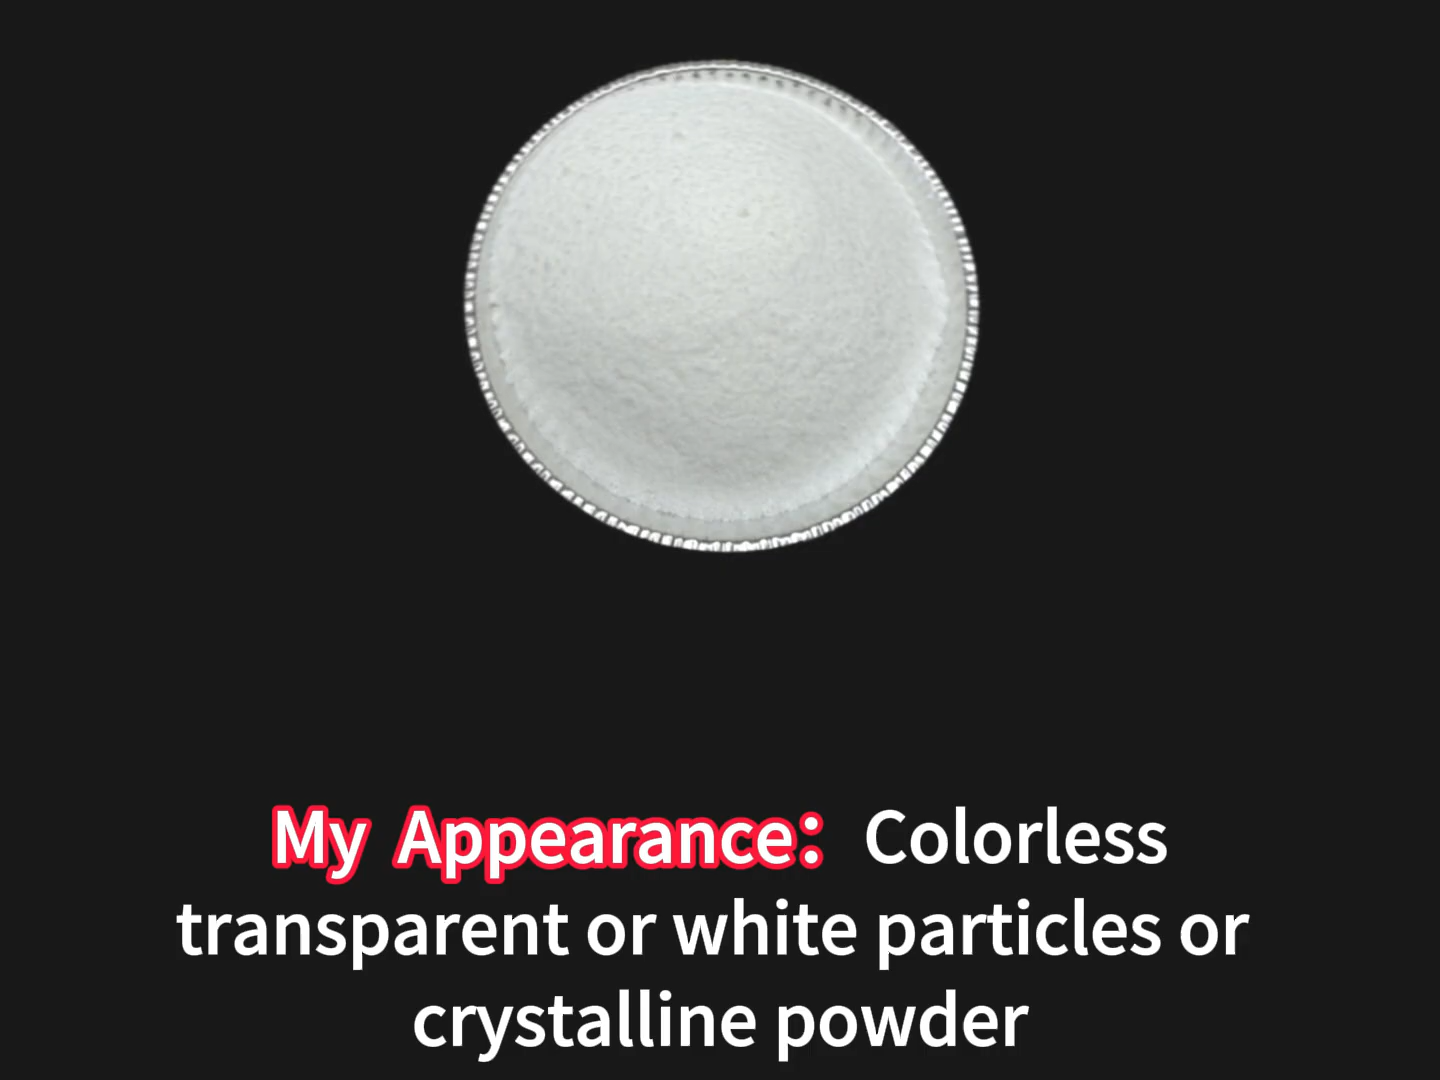 My Appearance: Colorless
transparent or white particles or
crystalline powder